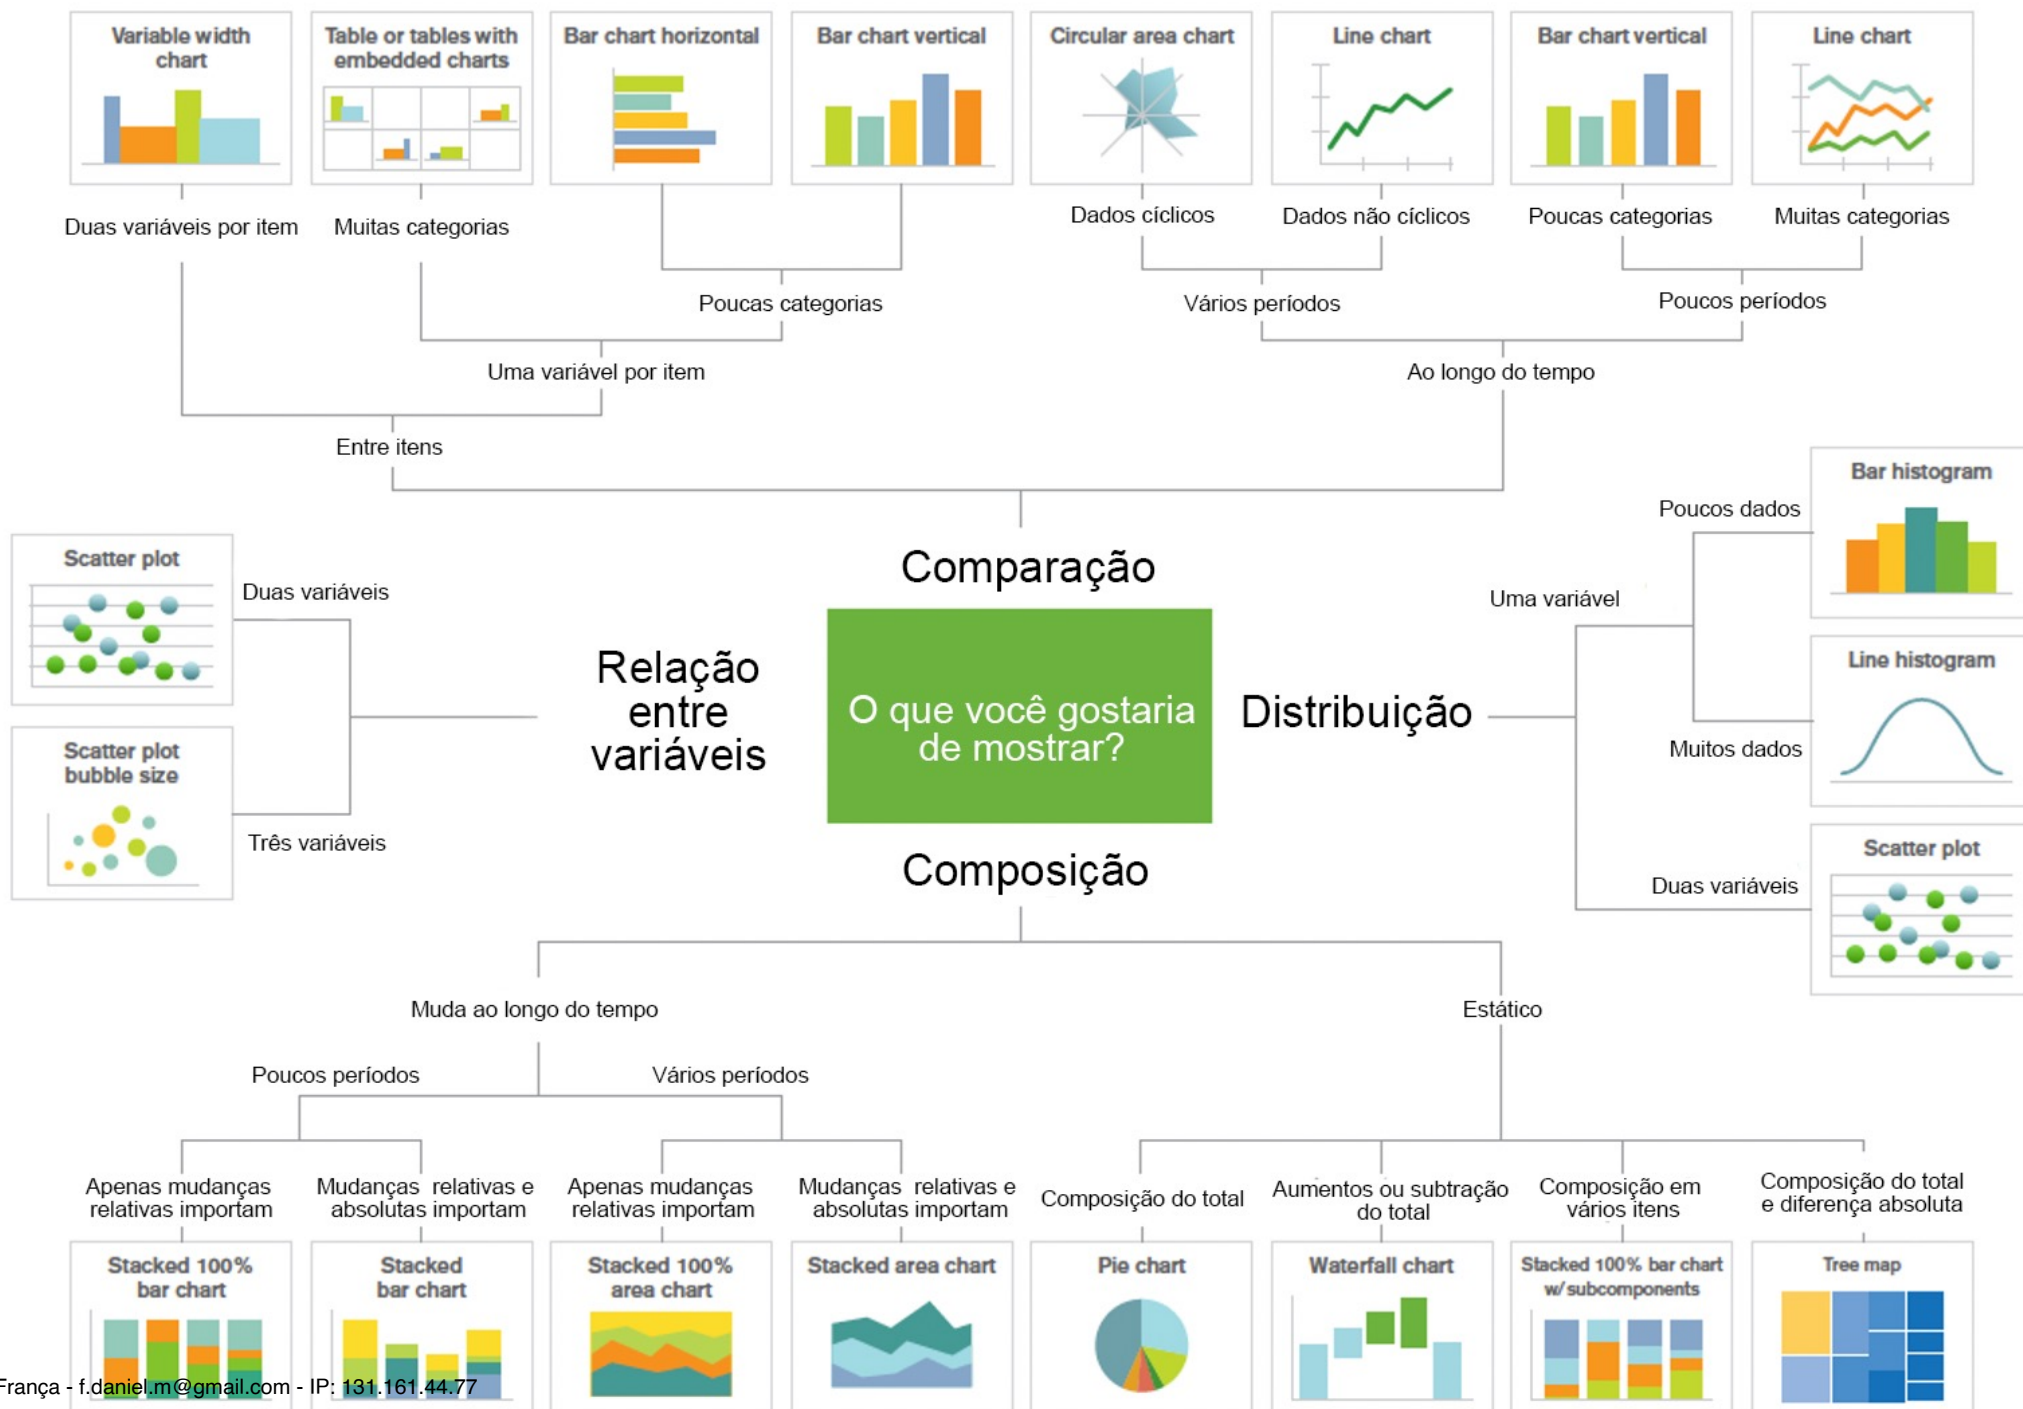 Variable width
chart
Table or tables with
embedded charts
Bar chart horizontal
Bar chart vertical
Circular area chart
Line chart
Bar chart vertical
Line chart
Duas variáveis por item
Muitas categorias
Dados cíclicos
Dados não cíclicos
Poucas categorias
Muitas categorias
Poucas categorias
Vários períodos
Poucos períodos
Uma variável por item
Ao longo do tempo
Entre itens
Comparação
Scatter plot
Duas variáveis
Scatter plot
bubble size
Três variáveis
Relação
entre
variáveis
O que você gostaria
de mostrar?
Distribuição
Uma variável
Poucos dados
Bar histogram
Muitos dados
Line histogram
Duas variáveis
Scatter plot
Composição
Muda ao longo do tempo
Estático
Poucos períodos
Vários períodos
Apenas mudanças
relativas importam
Mudanças relativas e
absolutas importam
Apenas mudanças
relativas importam
Mudanças relativas e
absolutas importam
Composição do total
Aumentos ou subtração
do total
Composição em
vários itens
Composição do total
e diferença absoluta
Stacked 100%
bar chart
Stacked
bar chart
Stacked 100%
area chart
Stacked area chart
Pie chart
Waterfall chart
Stacked 100% bar chart
w/subcomponents
Tree map
França - f.daniel.m@gmail.com - IP: 131.161.44.77